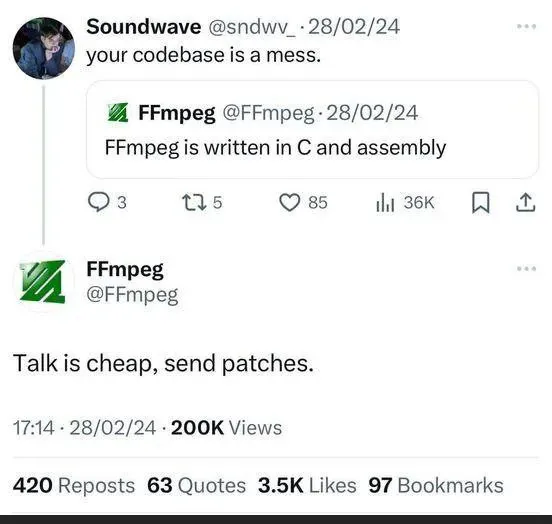 Soundwave @sndwv_ · 28/02/24
your codebase is a mess.
FFmpeg @FFmpeg · 28/02/24
FFmpeg is written in C and assembly
3 5 85 36K
FFmpeg
@FFmpeg
Talk is cheap, send patches.
17:14 · 28/02/24 · 200K Views
420 Reposts 63 Quotes 3.5K Likes 97 Bookmarks